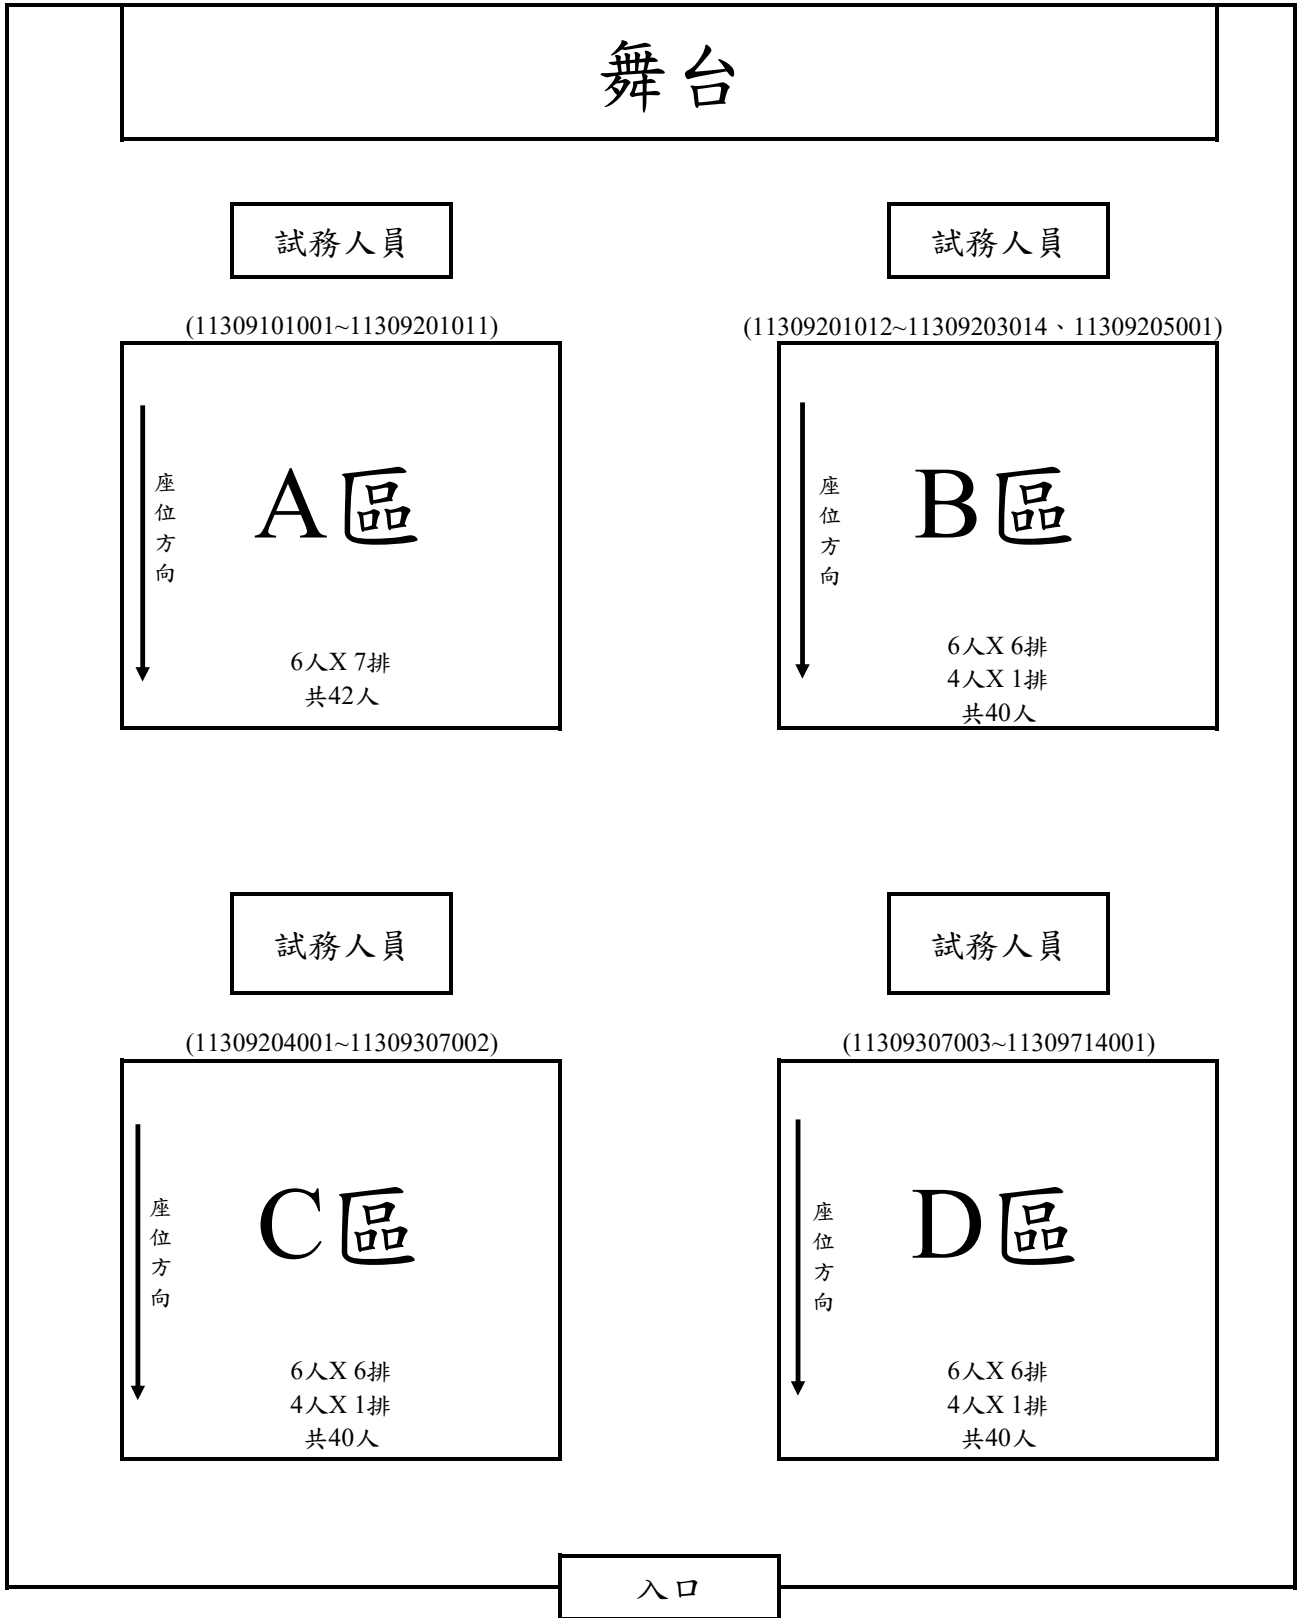 舞台
試務人員
試務人員
(11309101001~11309201011)
(11309201012~11309203014、11309205001)
座位方向
A區
6人X 7排
共42人
座位方向
B區
6人X 6排
4人X 1排
共40人
試務人員
試務人員
(11309204001~11309307002)
(11309307003~11309714001)
座位方向
C區
6人X 6排
4人X 1排
共40人
座位方向
D區
6人X 6排
4人X 1排
共40人
入口